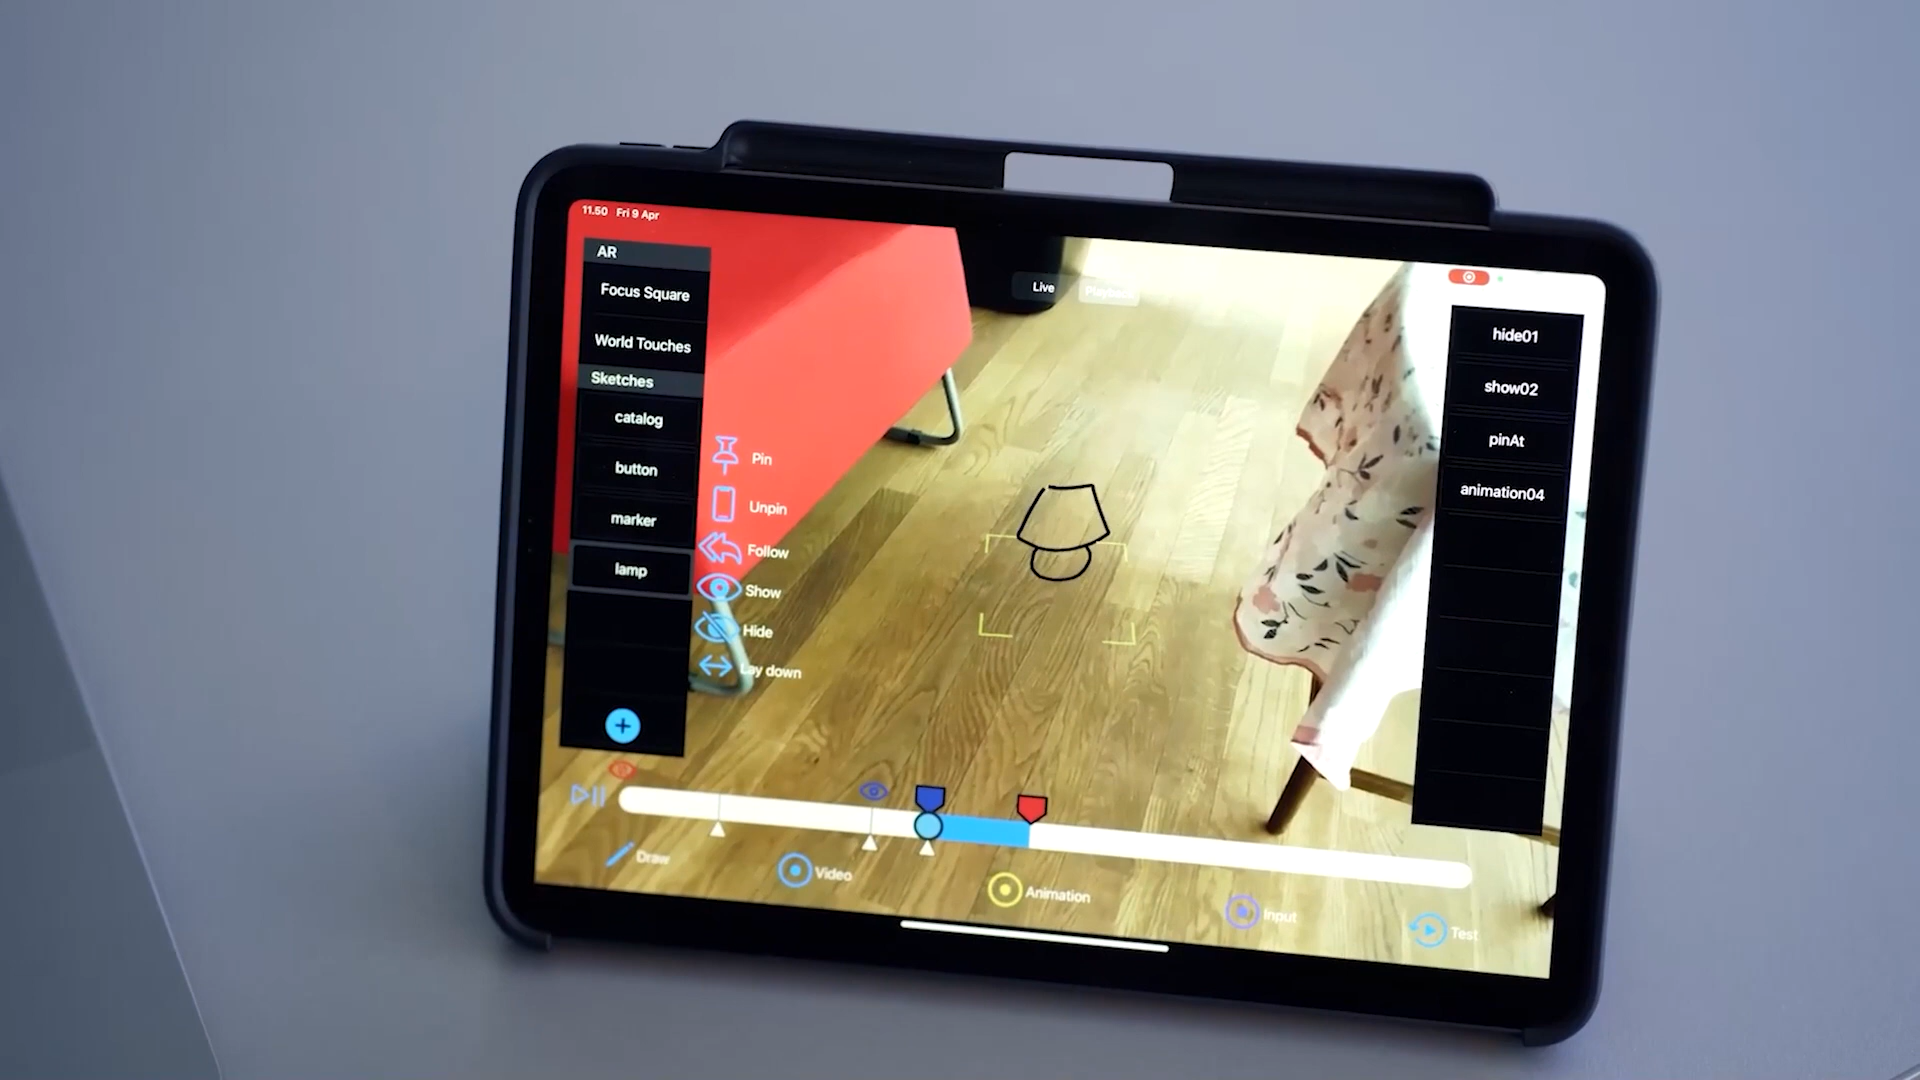 11.50 Fri 9 Apr
AR
Focus Square
World Touches
Sketches
catalog
button
marker
lamp
Pin
Unpin
Follow
Show
Hide
Lay down
Live
Playback
hide01
show02
pinAt
animation04
Draw
Video
Animation
Input
Test